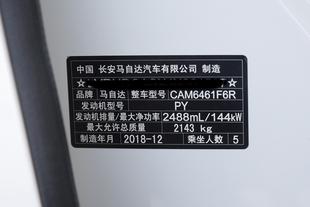 中国 长安马自达汽车有限公司 制造
品牌 马自达 整车型号 CAM6461F6R
发动机型号 PY
发动机排量/最大净功率 2488mL/144kW
最大允许总质量 2143 kg
制造年月 2018-12 乘坐人数 5